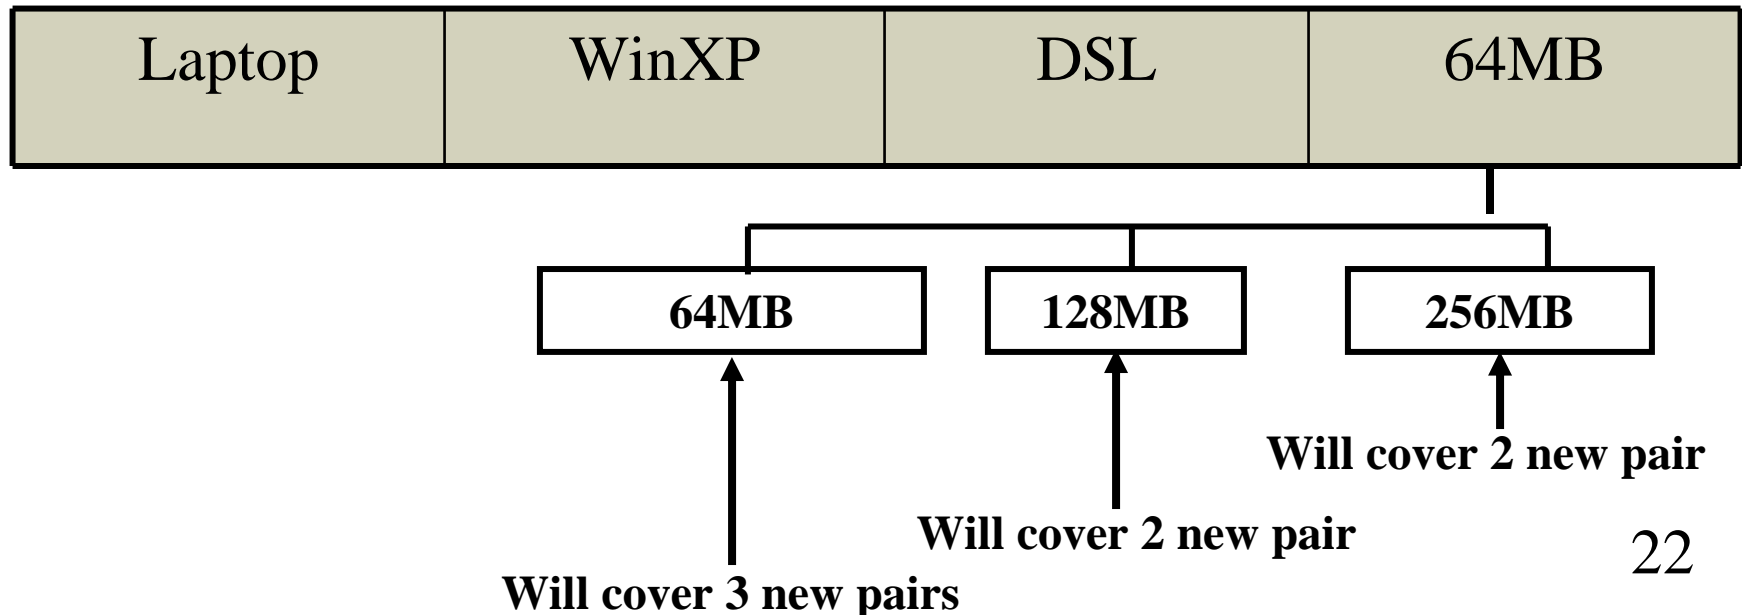 Laptop WinXP DSL 64MB
64MB 128MB 256MB
Will cover 2 new pair
Will cover 2 new pair
22
Will cover 3 new pairs